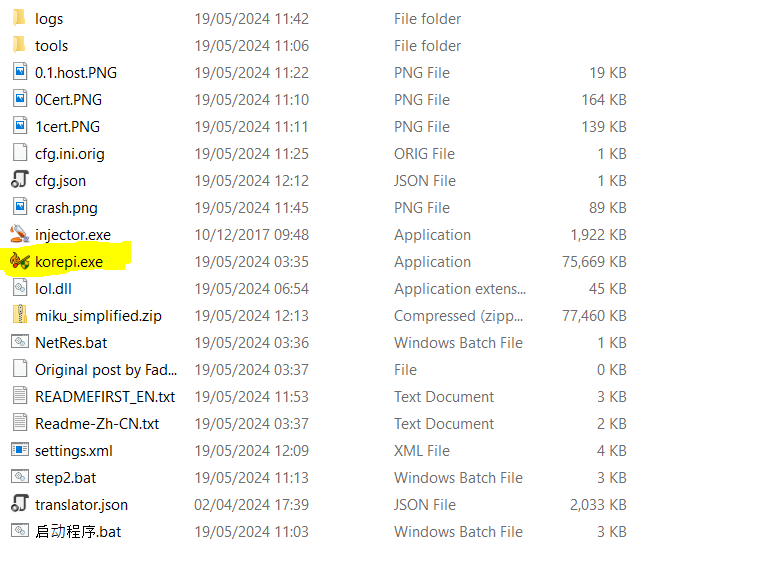 logs 19/05/2024 11:42 File folder
tools 19/05/2024 11:06 File folder
0.1.host.PNG 19/05/2024 11:22 PNG File 19 KB
0Cert.PNG 19/05/2024 11:10 PNG File 164 KB
1cert.PNG 19/05/2024 11:11 PNG File 139 KB
cfg.ini.orig 19/05/2024 11:25 ORIG File 1 KB
cfg.json 19/05/2024 12:12 JSON File 1 KB
crash.png 19/05/2024 11:45 PNG File 89 KB
injector.exe 10/12/2017 09:48 Application 1,922 KB
korepi.exe 19/05/2024 03:35 Application 75,669 KB
lol.dll 19/05/2024 06:54 Application extens... 45 KB
miku_simplified.zip 19/05/2024 12:13 Compressed (zipp... 77,460 KB
NetRes.bat 19/05/2024 03:36 Windows Batch File 1 KB
Original post by Fad... 19/05/2024 03:37 File 0 KB
READMEFIRST_EN.txt 19/05/2024 11:53 Text Document 3 KB
Readme-Zh-CN.txt 19/05/2024 03:37 Text Document 2 KB
settings.xml 19/05/2024 12:09 XML File 4 KB
step2.bat 19/05/2024 11:13 Windows Batch File 3 KB
translator.json 02/04/2024 17:39 JSON File 2,033 KB
启动程序.bat 19/05/2024 11:03 Windows Batch File 3 KB